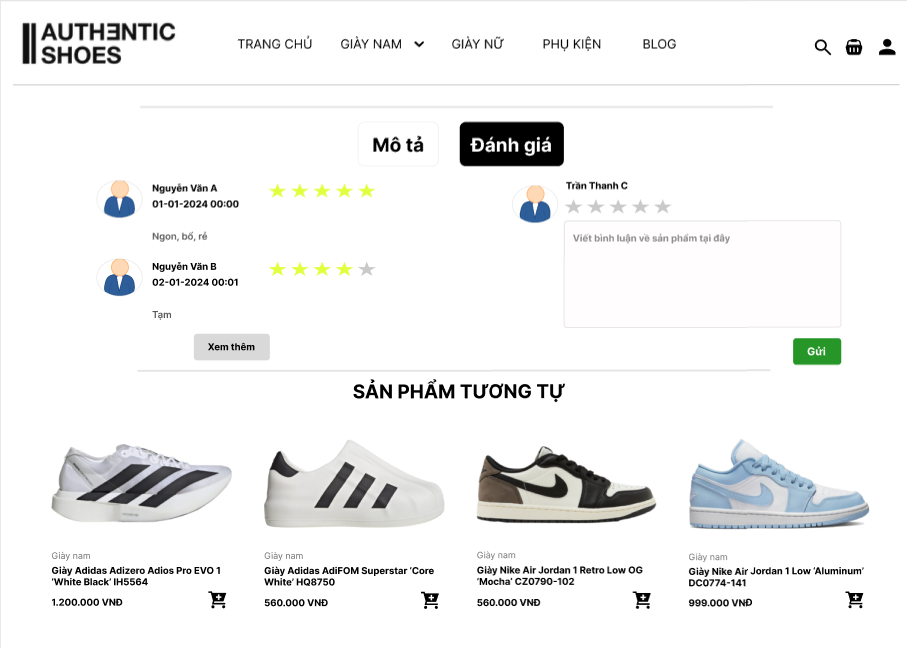 AUTHƎNTIC
SHOES
TRANG CHỦ GIÀY NAM GIÀY NỮ PHỤ KIỆN BLOG
Mô tả Đánh giá
Nguyễn Văn A
01-01-2024 00:00
Ngon, bổ, rẻ
Nguyễn Văn B
02-01-2024 00:01
Tạm
Xem thêm
Trần Thanh C
Viết bình luận về sản phẩm tại đây
Gửi
SẢN PHẨM TƯƠNG TỰ
Giày nam
Giày Adidas Adizero Adios Pro EVO 1
‘White Black’ IH5564
1.200.000 VNĐ
Giày nam
Giày Adidas AdiFOM Superstar ‘Core
White’ HQ8750
560.000 VNĐ
Giày nam
Giày Nike Air Jordan 1 Retro Low OG
‘Mocha’ CZ0790-102
560.000 VNĐ
Giày nam
Giày Nike Air Jordan 1 Low ‘Aluminum’
DC0774-141
999.000 VNĐ